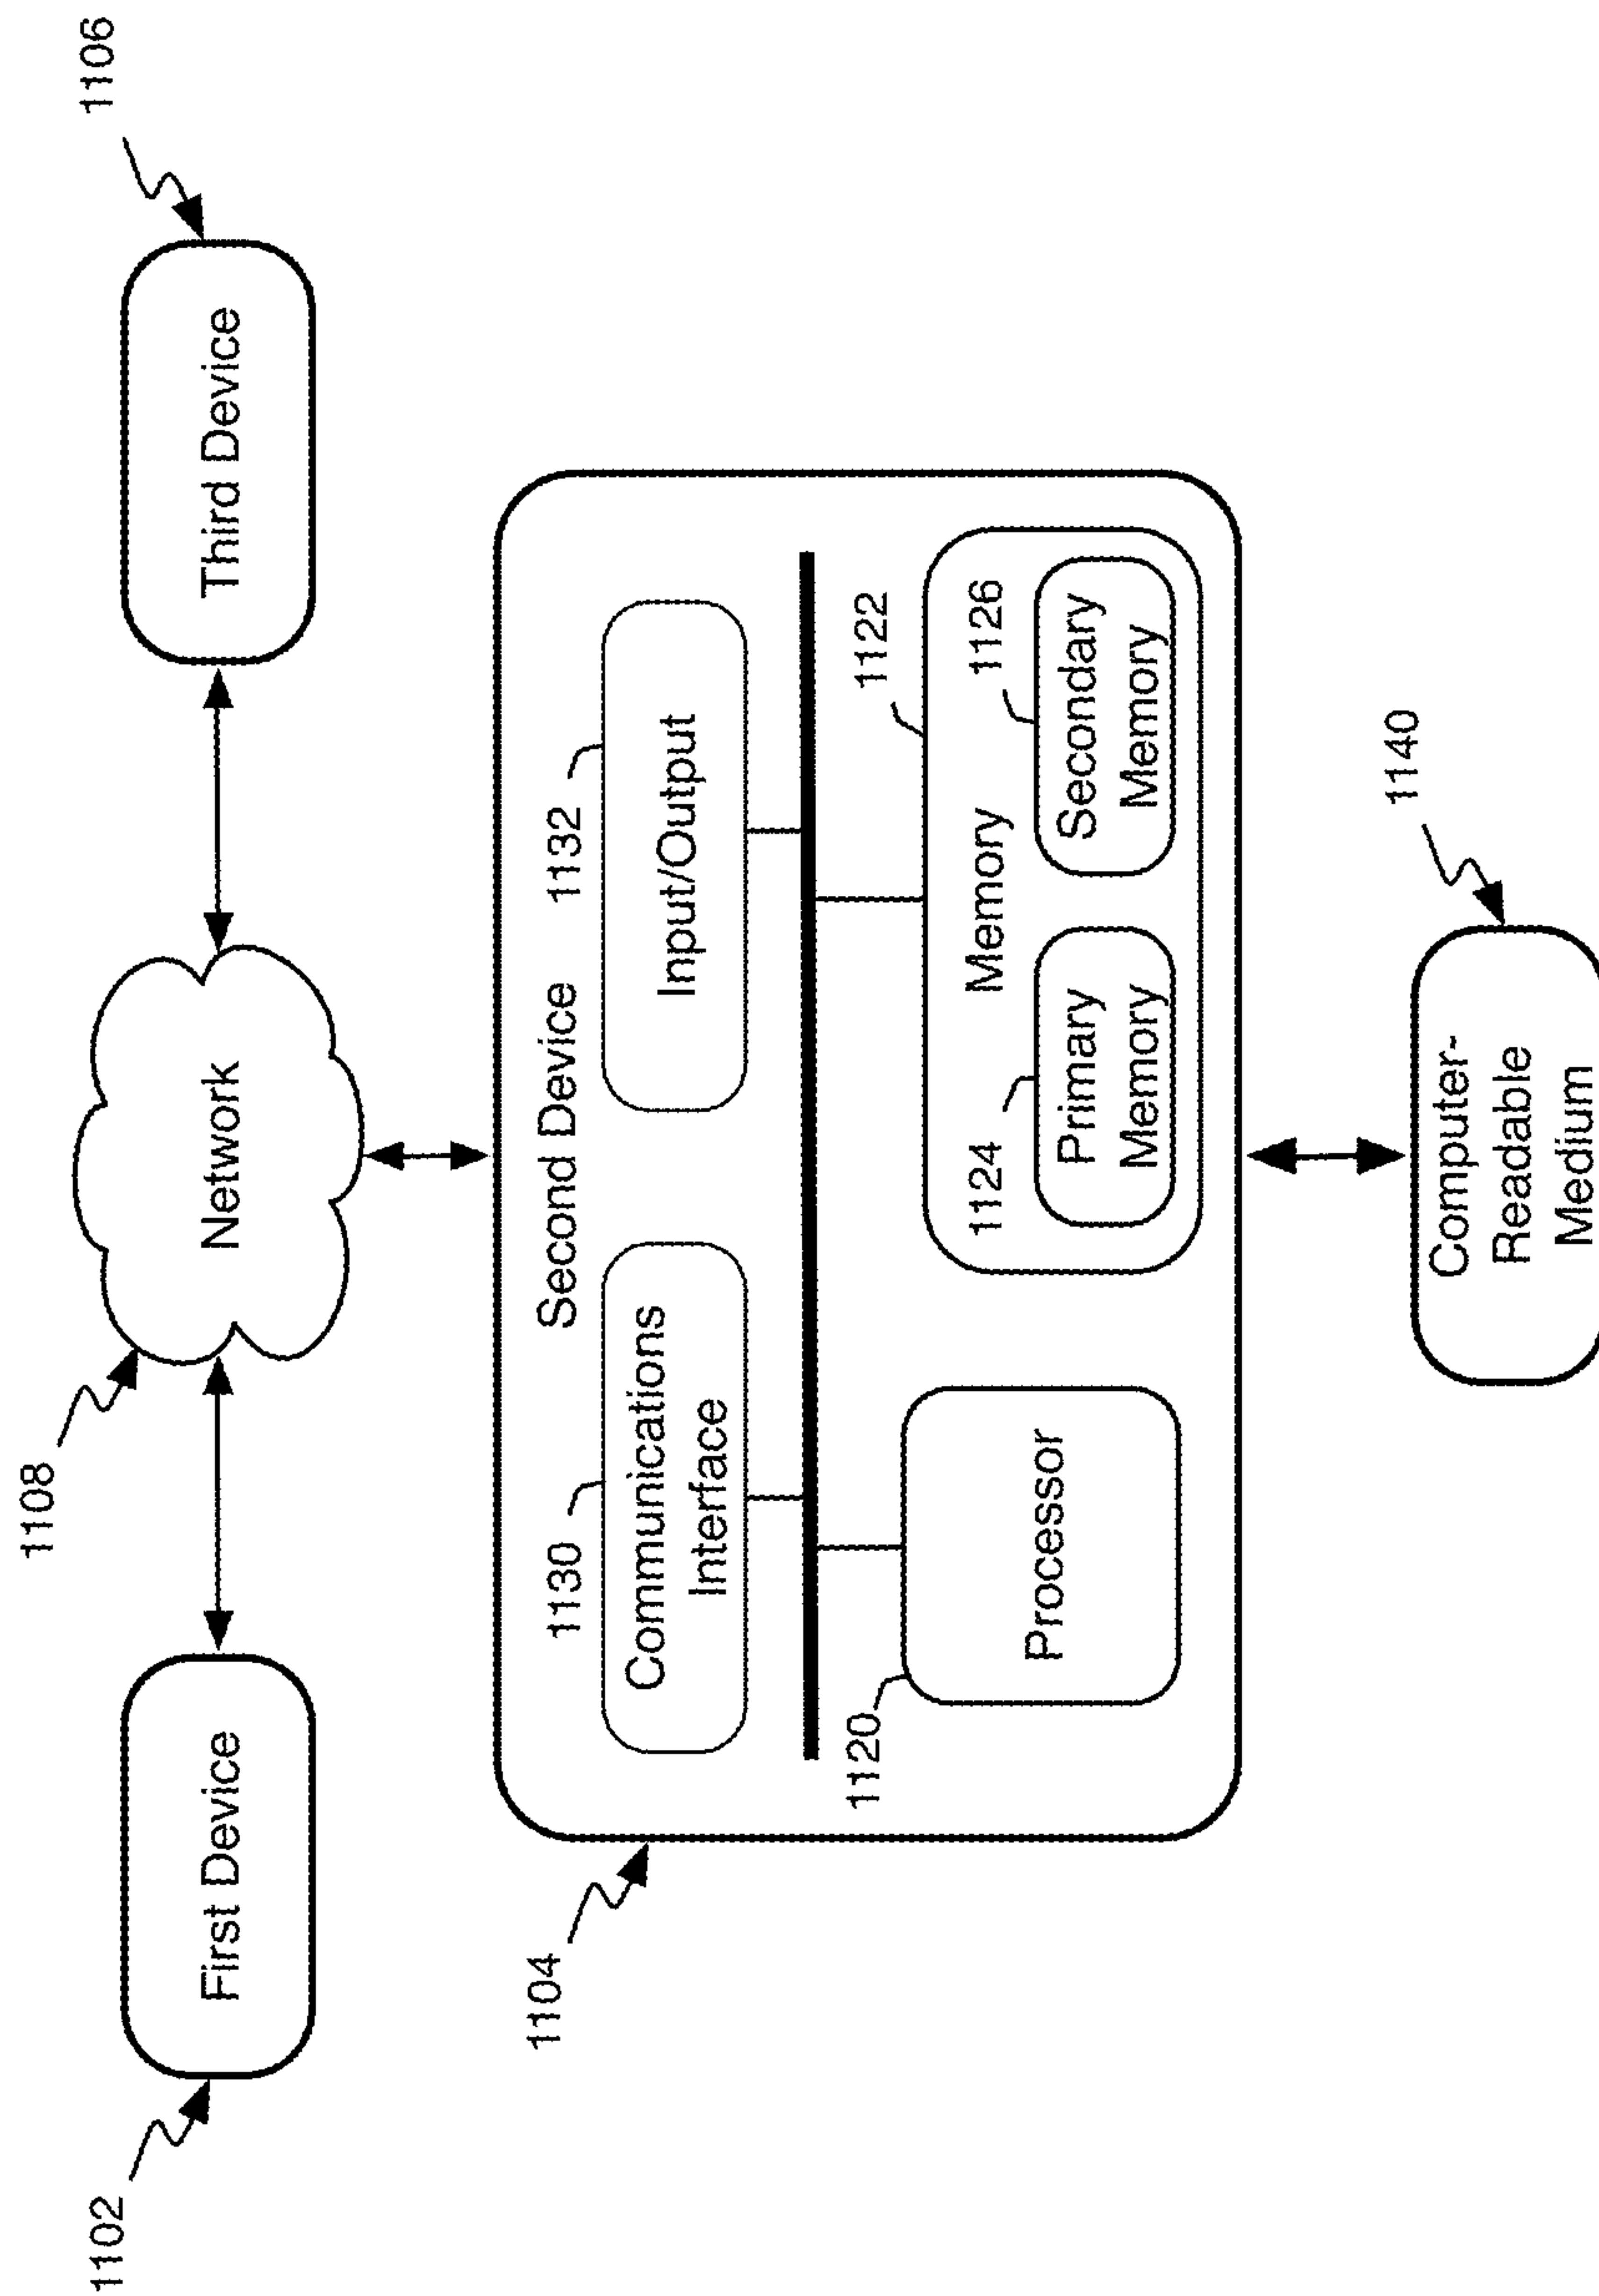 1102
First Device
1108
Network
Third Device
1106
1104
Second Device
1130
Communications
Interface
1132
Input/Output
1120
Processor
1122
Memory
1124
Primary
Memory
1126
Secondary
Memory
1140
Computer-
Readable
Medium